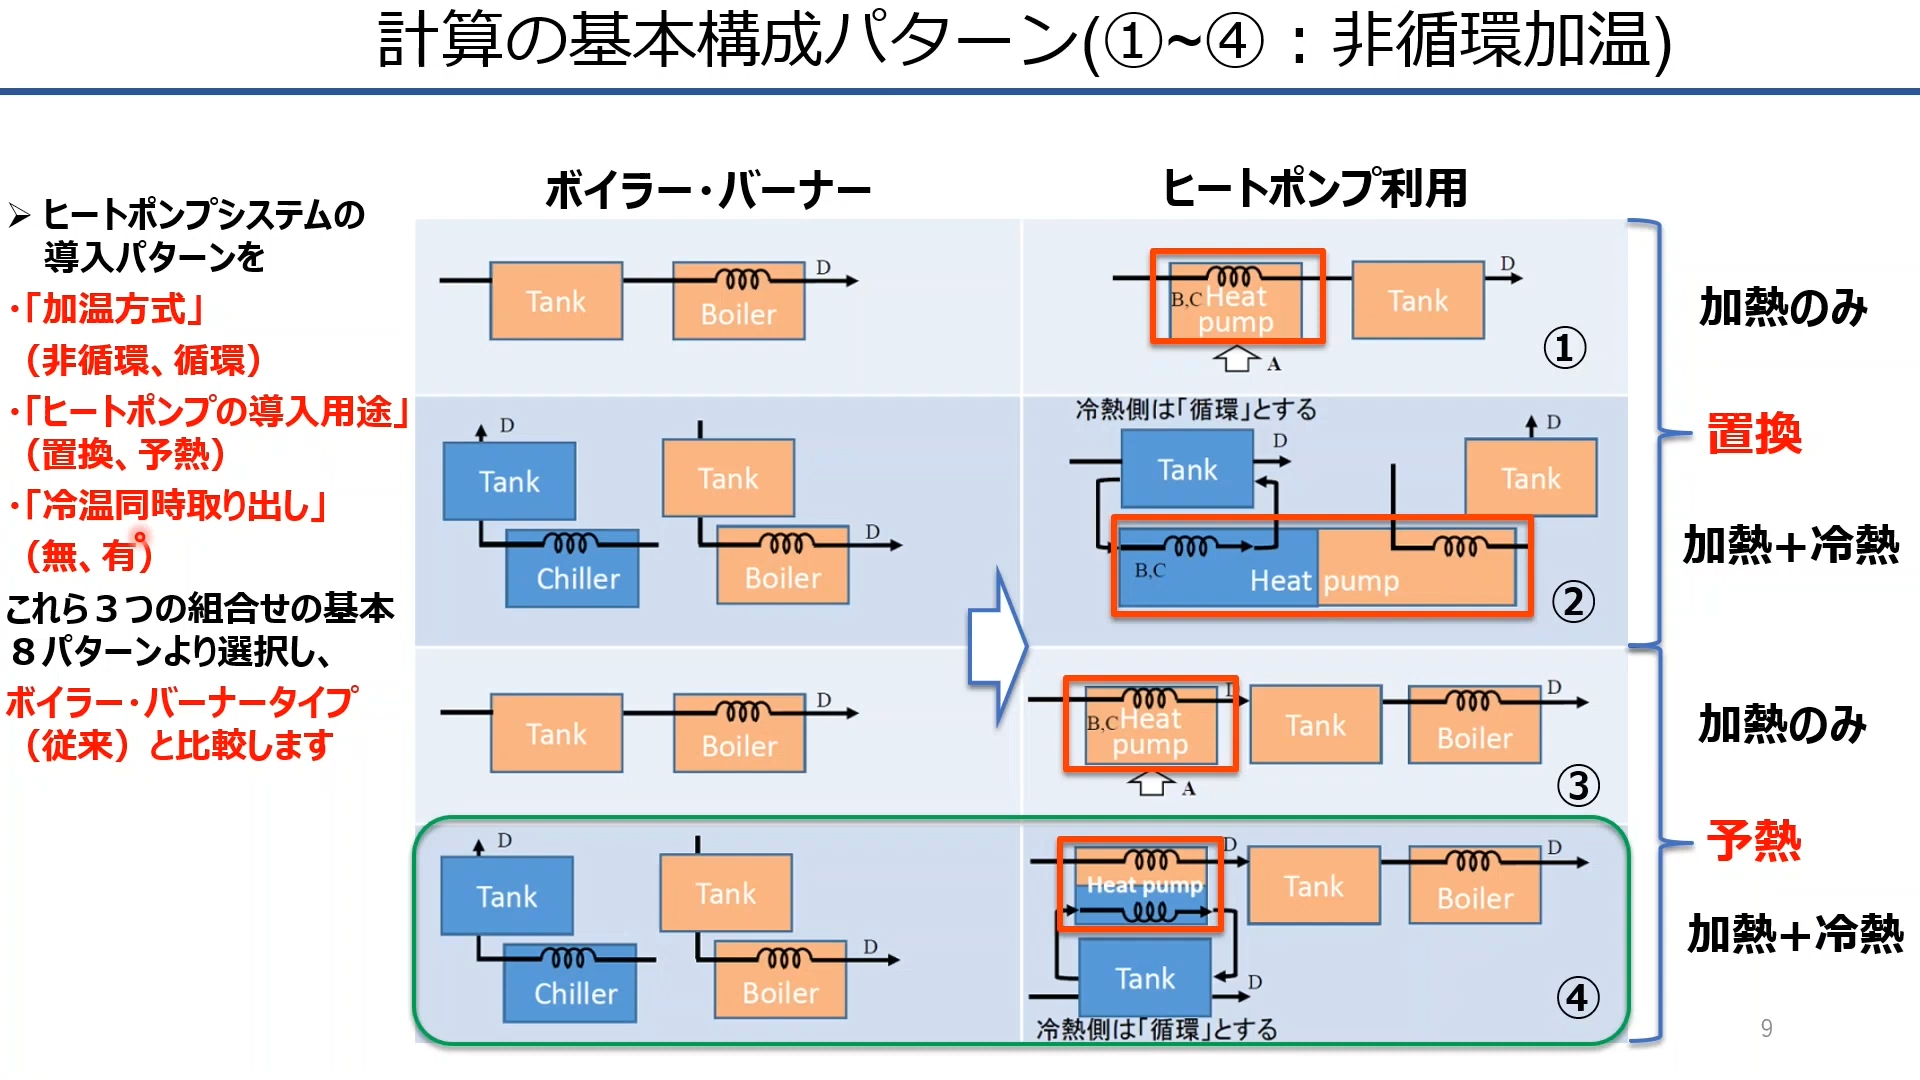 計算の基本構成パターン(①~④：非循環加温)
➢ ヒートポンプシステムの
導入パターンを
・「加温方式」
（非循環、循環）
・「ヒートポンプの導入用途」
（置換、予熱）
・「冷温同時取り出し」
（無、有）
これら３つの組合せの基本
８パターンより選択し、
ボイラー・バーナータイプ
（従来）と比較します
ボイラー・バーナー
ヒートポンプ利用
Tank
Boiler
D
B,C
Heat
pump
A
Tank
D
①
加熱のみ
D
Tank
Chiller
Tank
Boiler
D
冷熱側は「循環」とする
Tank
D
D
Tank
B,C
Heat pump
②
置換
加熱+冷熱
Tank
Boiler
D
B,C
Heat
pump
D
A
Tank
Boiler
D
③
加熱のみ
D
Tank
Chiller
Tank
Boiler
D
Heat pump
D
Tank
Boiler
D
Tank
D
冷熱側は「循環」とする
④
予熱
加熱+冷熱
9